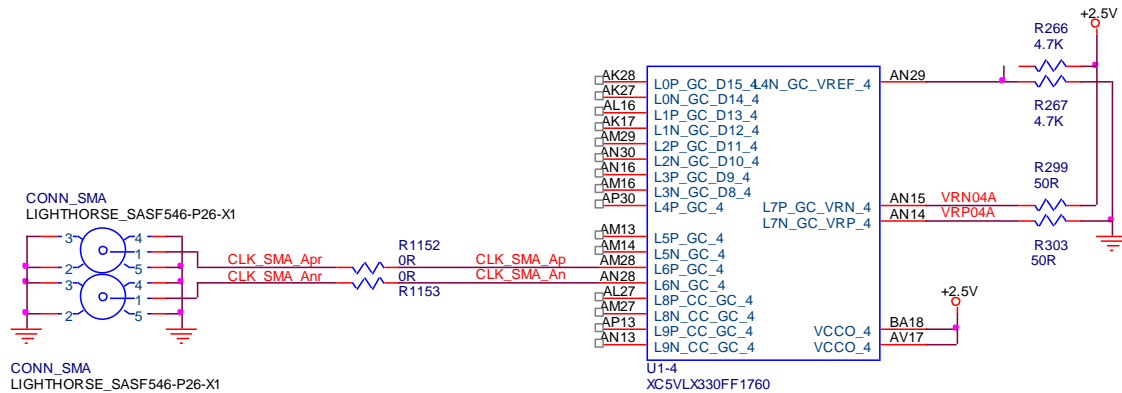 +2.5V
R266
4.7K
AK28
L0P_GC_D15_4
L4N_GC_VREF_4
AN29
AK27
L0N_GC_D14_4
AL16
L1P_GC_D13_4
R267
4.7K
AK17
L1N_GC_D12_4
AM29
L2P_GC_D11_4
AN30
L2N_GC_D10_4
AN16
L3P_GC_D9_4
R299
50R
AM16
L3N_GC_D8_4
AP30
L4P_GC_4
L7P_GC_VRN_4
AN15
VRN04A
L7N_GC_VRP_4
AN14
VRP04A
CONN_SMA
LIGHTHORSE_SASF546-P26-X1
AM13
L5P_GC_4
AM14
L5N_GC_4
R303
50R
3
4
1
2
5
CLK_SMA_Apr
R1152
0R
CLK_SMA_Ap
AM28
L6P_GC_4
3
4
1
2
5
CLK_SMA_Anr
0R
R1153
CLK_SMA_An
AN28
L6N_GC_4
AL27
L8P_CC_GC_4
+2.5V
AM27
L8N_CC_GC_4
AP13
L9P_CC_GC_4
VCCO_4
BA18
AN13
L9N_CC_GC_4
VCCO_4
AV17
CONN_SMA
LIGHTHORSE_SASF546-P26-X1
U1-4
XC5VLX330FF1760